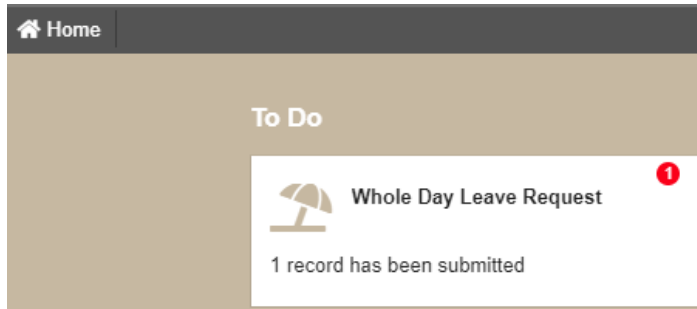 Home
To Do
1
Whole Day Leave Request
1 record has been submitted